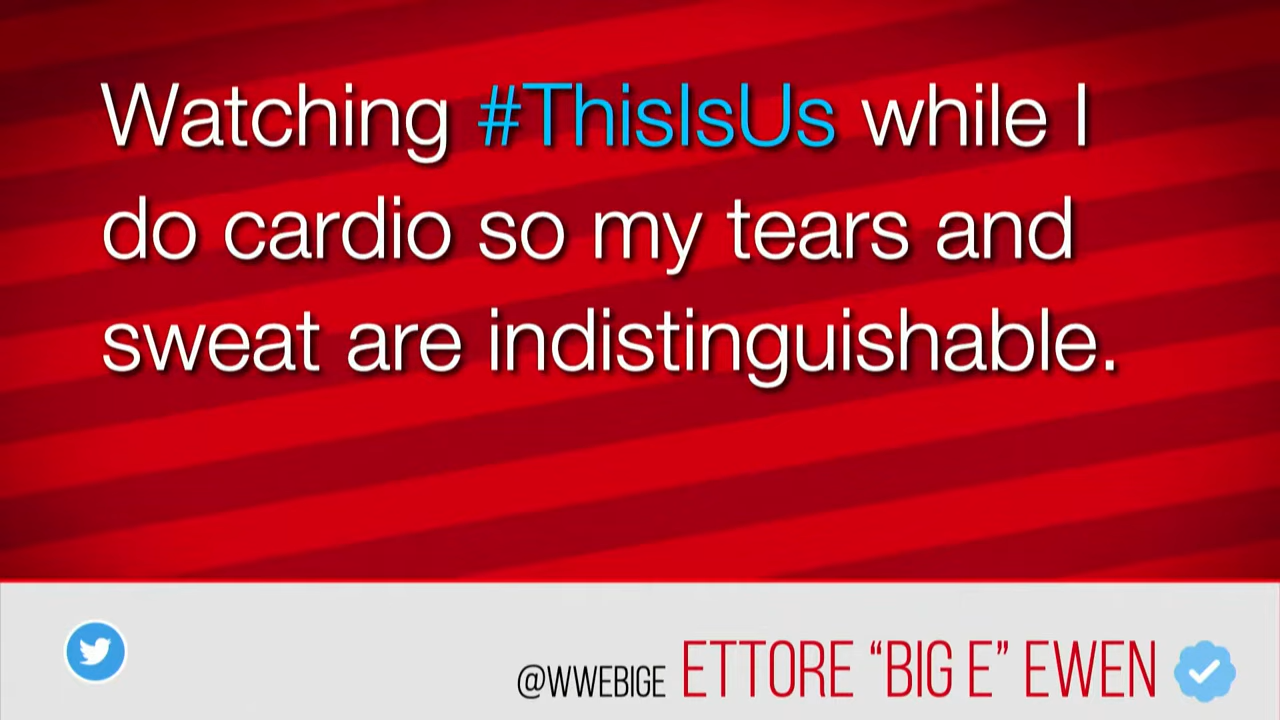 Watching #ThisIsUs while I
do cardio so my tears and
sweat are indistinguishable.
@WWEBIGE ETTORE “BIG E” EWEN